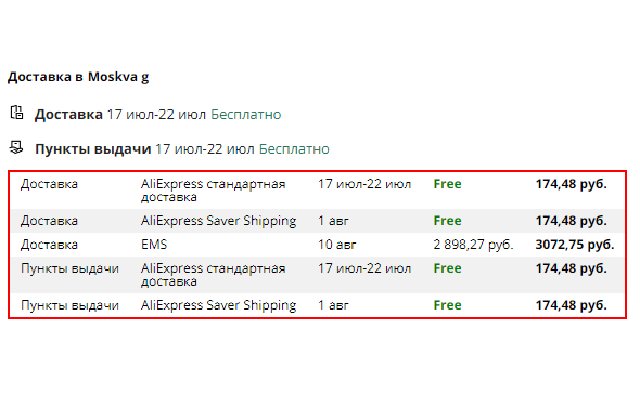 Доставка в Moskva g
Доставка 17 июл-22 июл Бесплатно
Пункты выдачи 17 июл-22 июл Бесплатно
Доставка AliExpress стандартная доставка 17 июл-22 июл Free 174,48 руб.
Доставка AliExpress Saver Shipping 1 авг Free 174,48 руб.
Доставка EMS 10 авг 2 898,27 руб. 3072,75 руб.
Пункты выдачи AliExpress стандартная доставка 17 июл-22 июл Free 174,48 руб.
Пункты выдачи AliExpress Saver Shipping 1 авг Free 174,48 руб.